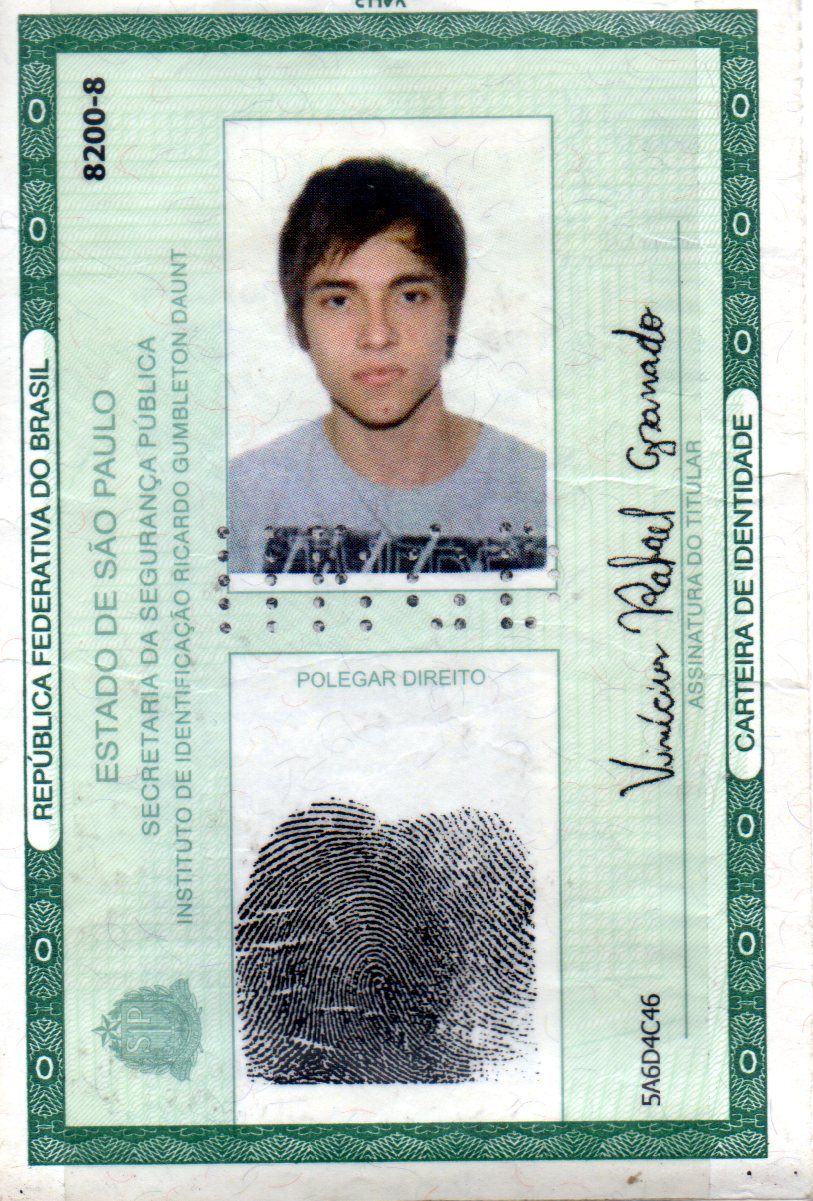 REPÚBLICA FEDERATIVA DO BRASIL
8200-8
ESTADO DE SÃO PAULO
SECRETARIA DA SEGURANÇA PÚBLICA
INSTITUTO DE IDENTIFICAÇÃO RICARDO GUMBLETON DAUNT
SP
POLEGAR DIREITO
Vinícius Rafael Granado
5A6D4C46
ASSINATURA DO TITULAR
CARTEIRA DE IDENTIDADE